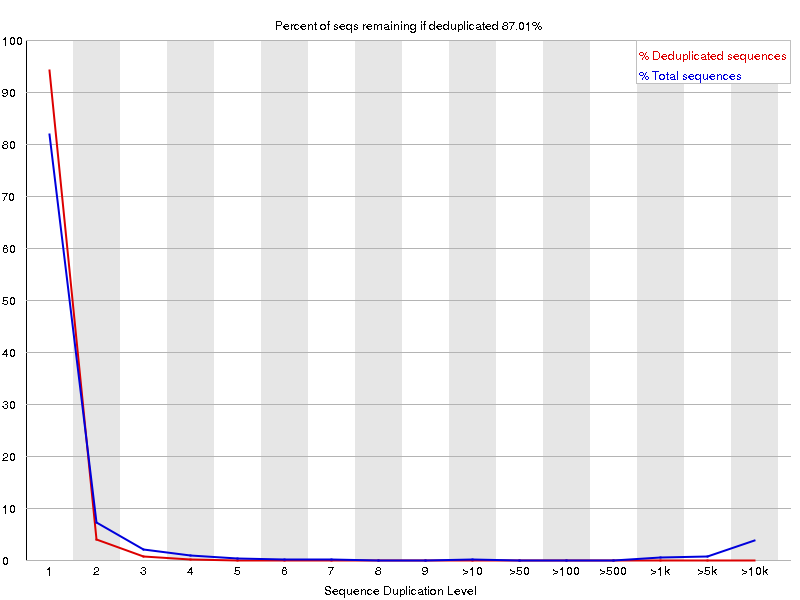 Percent of seqs remaining if deduplicated 87.01%
100
% Deduplicated sequences
% Total sequences
90
80
70
60
50
40
30
20
10
0
1 2 3 4 5 6 7 8 9 >10 >50 >100 >500 >1k >5k >10k
Sequence Duplication Level